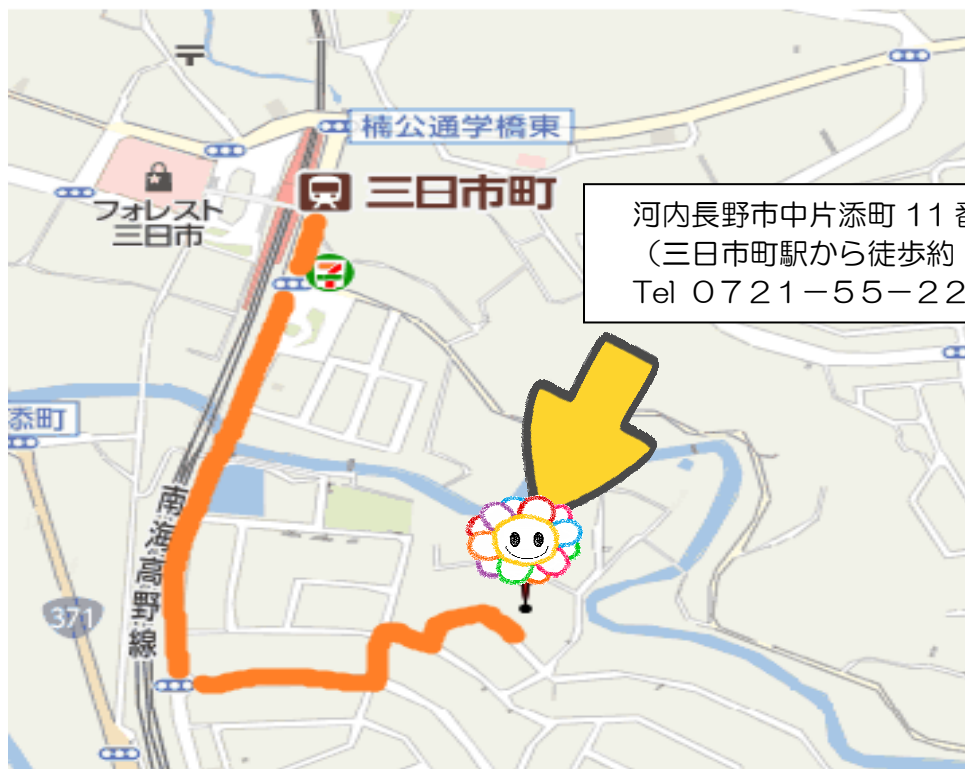 楠公通学橋東
三日市町
フォレスト
三日市
河内長野市中片添町 11 番
（三日市町駅から徒歩約
Tel ０７２１－５５－２２
添町
南海高野線
371